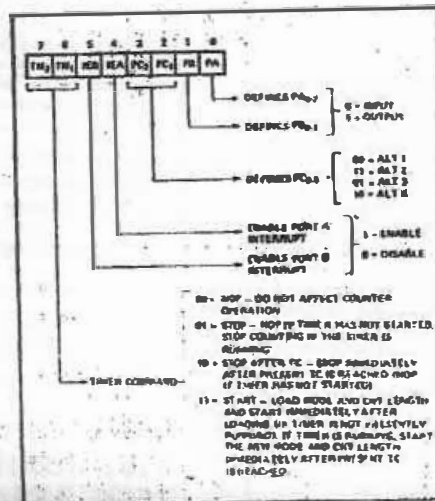 7 6 5 4 3 2 1 0
TM₂ TM₁ IEB IEA PC₂ PC₁ PB PA
DEFINES PA₀₋₇
0 = INPUT
1 = OUTPUT
DEFINES
DEFINES PC₀₋₅
00 = ALT 1
11 = ALT 2
01 = ALT 3
10 = ALT 4
ENABLE PORT A
INTERRUPT
1 = ENABLE
0 = DISABLE
ENABLE PORT B
INTERRUPT
00 = NOP – DO NOT AFFECT COUNTER
OPERATION
01 = STOP – NOP IF TIMER HAS NOT STARTED,
STOP COUNTING IF THE TIMER IS
RUNNING
10 = STOP AFTER TC – STOP IMMEDIATELY
AFTER PRESENT TC IS REACHED (NOP
IF TIMER HAS NOT STARTED)
TIMER COMMAND
11 = START – LOAD MODE AND CNT LENGTH
AND START IMMEDIATELY AFTER
LOADING (IF TIMER IS NOT PRESENTLY
RUNNING). IF TIMER IS RUNNING, START
THE NEW MODE AND CNT LENGTH
IMMEDIATELY AFTER PRESENT TC
IS REACHED.